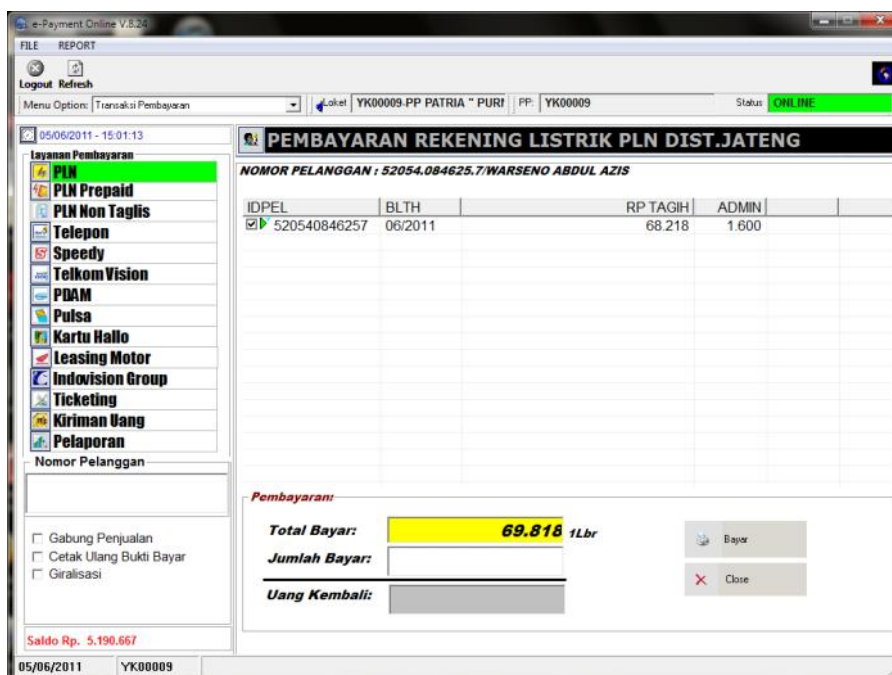 e-Payment Online V.8.24
FILE REPORT
Logout Refresh
Menu Option: Transaksi Pembayaran Loket YK00009-PP PATRIA " PURI PP: YK00009 Status ONLINE
05/06/2011 - 15:01:13
PEMBAYARAN REKENING LISTRIK PLN DIST.JATENG
Layanan Pembayaran
PLN
PLN Prepaid
PLN Non Taglis
Telepon
Speedy
Telkom Vision
PDAM
Pulsa
Kartu Hallo
Leasing Motor
Indovision Group
Ticketing
Kiriman Uang
Pelaporan
NOMOR PELANGGAN : 52054.084625.7/WARSENO ABDUL AZIS
IDPEL BLTH RP TAGIH ADMIN
520540846257 06/2011 68.218 1.600
Nomor Pelanggan
Gabung Penjualan
Cetak Ulang Bukti Bayar
Giralisasi
Pembayaran:
Total Bayar: 69.818 1Lbr
Jumlah Bayar:
Uang Kembali:
Bayar
Close
Saldo Rp. 5.190.667
05/06/2011 YK00009